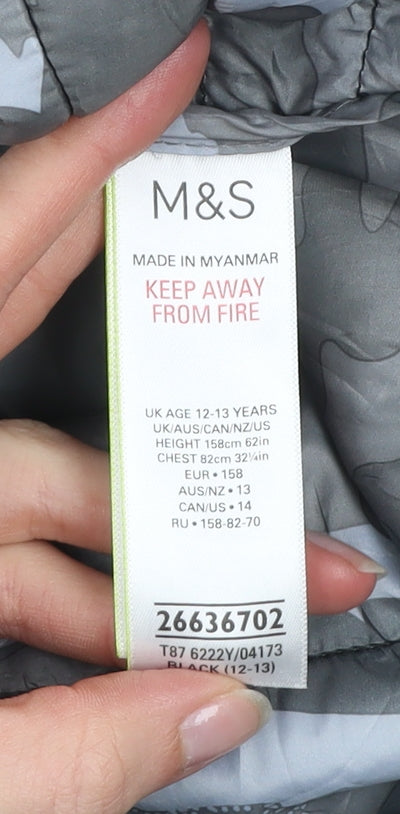 M&S
MADE IN MYANMAR
KEEP AWAY
FROM FIRE
UK AGE 12-13 YEARS
UK/AUS/CAN/NZ/US
HEIGHT 158cm 62in
CHEST 82cm 32¼in
EUR • 158
AUS/NZ • 13
CAN/US • 14
RU • 158-82-70
26636702
T87 6222Y/04173
BLACK (12-13)